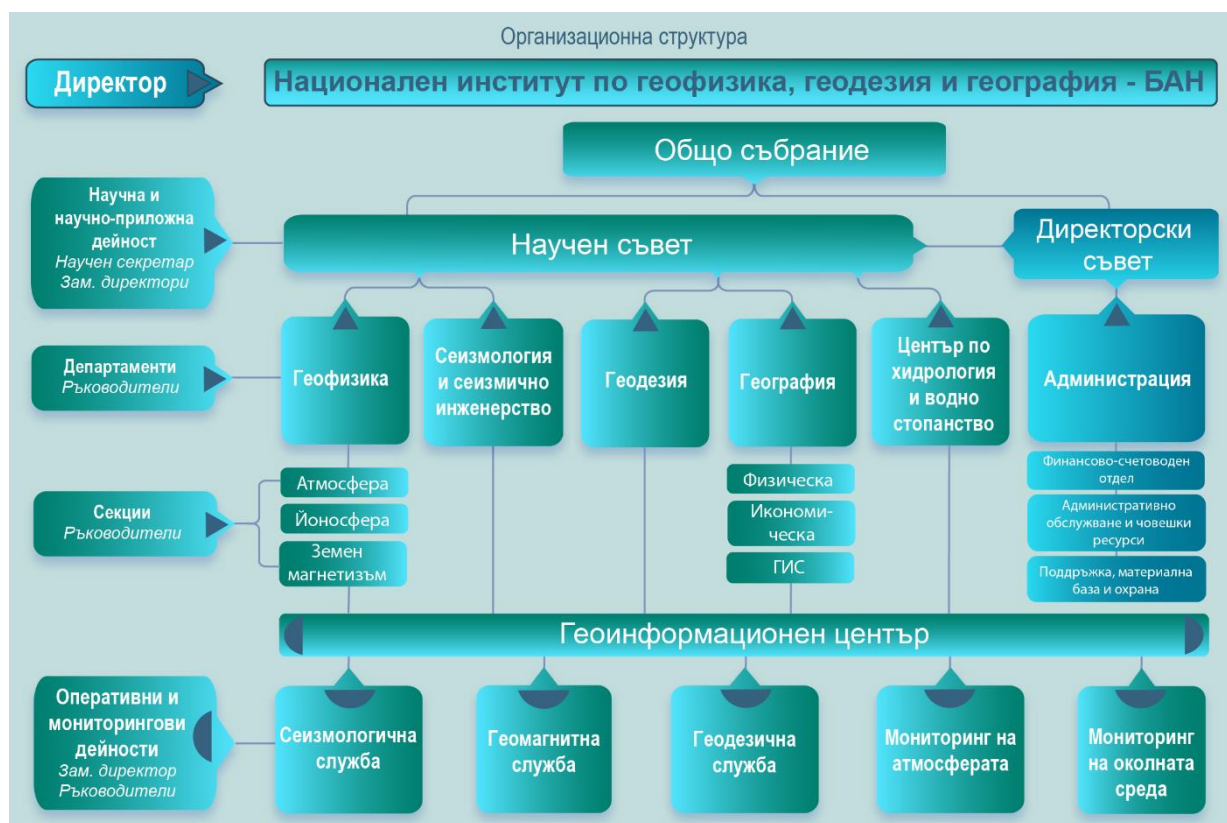 Организационна структура
Директор
Национален институт по геофизика, геодезия и география - БАН
Общо събрание
Научна и
научно-приложна
дейност
Научен секретар
Зам. директори
Научен съвет
Директорски
съвет
Департаменти
Ръководители
Геофизика
Сеизмология
и сеизмично
инженерство
Геодезия
География
Център по
хидрология
и водно
стопанство
Администрация
Секции
Ръководители
Атмосфера
Йоносфера
Земен
магнетизъм
Физическа
Икономи-
ческа
ГИС
Финансово-счетоводен
отдел
Административно
обслужване и човешки
ресурси
Поддръжка, материална
база и охрана
Геоинформационен център
Оперативни и
мониторингови
дейности
Зам. директор
Ръководители
Сеизмологична
служба
Геомагнитна
служба
Геодезична
служба
Мониторинг на
атмосферата
Мониторинг
на околната
среда